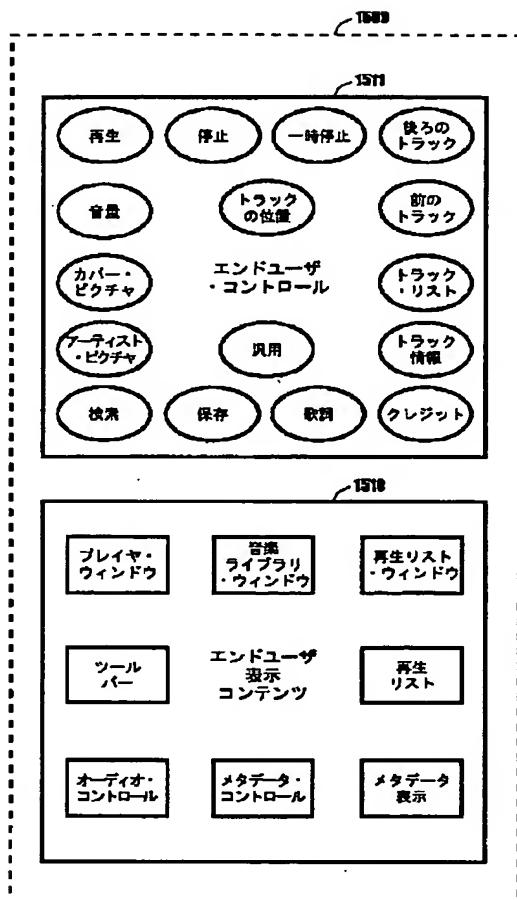 1509
1511
再生
停止
一時停止
後ろの
トラック
音量
トラック
の位置
前の
トラック
カバー・
ピクチャ
エンドユーザ
・コントロール
トラック
・リスト
アーティスト
・ピクチャ
汎用
トラック
情報
検索
保存
歌詞
クレジット
1510
プレイヤ・
ウィンドウ
音楽
ライブラリ
・ウィンドウ
再生リスト
・ウィンドウ
ツール
バー
エンドユーザ
表示
コンテンツ
再生
リスト
オーディオ・
コントロール
メタデータ・
コントロール
メタデータ
表示